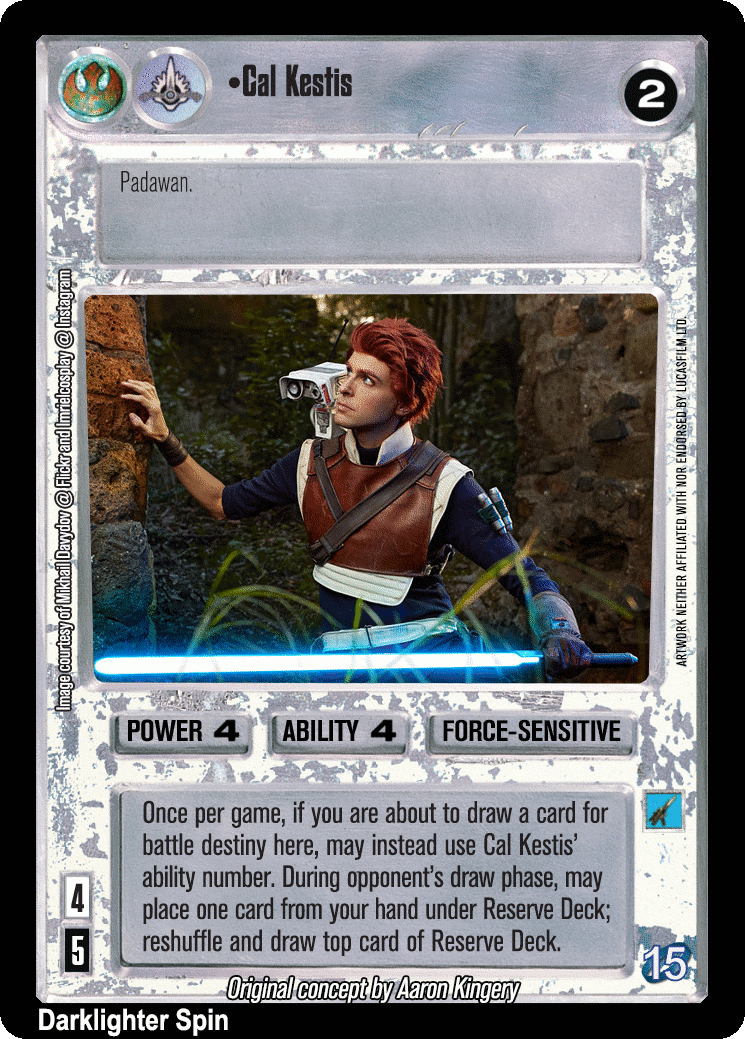 •Cal Kestis
2
Padawan.
Image courtesy of Mikhail Davydov @ Flickr and Imridcospby @ Instagram
ARTWORK NEITHER AFFILIATED WITH NOR ENDORSED BY LUCASFILM LTD.
POWER 4 ABILITY 4 FORCE-SENSITIVE
Once per game, if you are about to draw a card for
battle destiny here, may instead use Cal Kestis’
ability number. During opponent’s draw phase, may
place one card from your hand under Reserve Deck;
reshuffle and draw top card of Reserve Deck.
4
5
15
Original concept by Aaron Kingery
Darklighter Spin